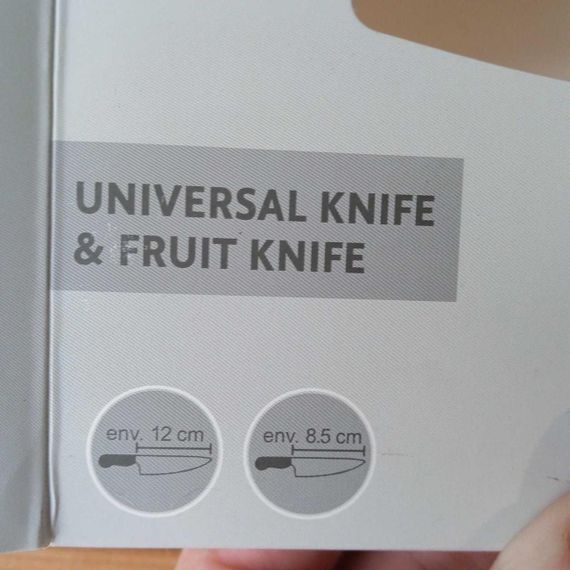 UNIVERSAL KNIFE
& FRUIT KNIFE
env. 12 cm
env. 8.5 cm